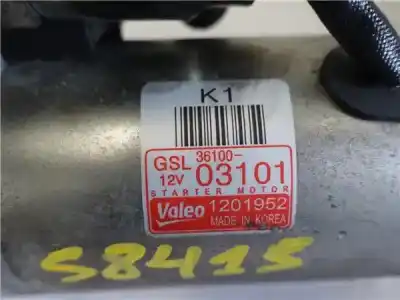 K1
GSL 36100-
12V 03101
STARTER MOTOR
Valeo 1201952
MADE IN KOREA
S8415